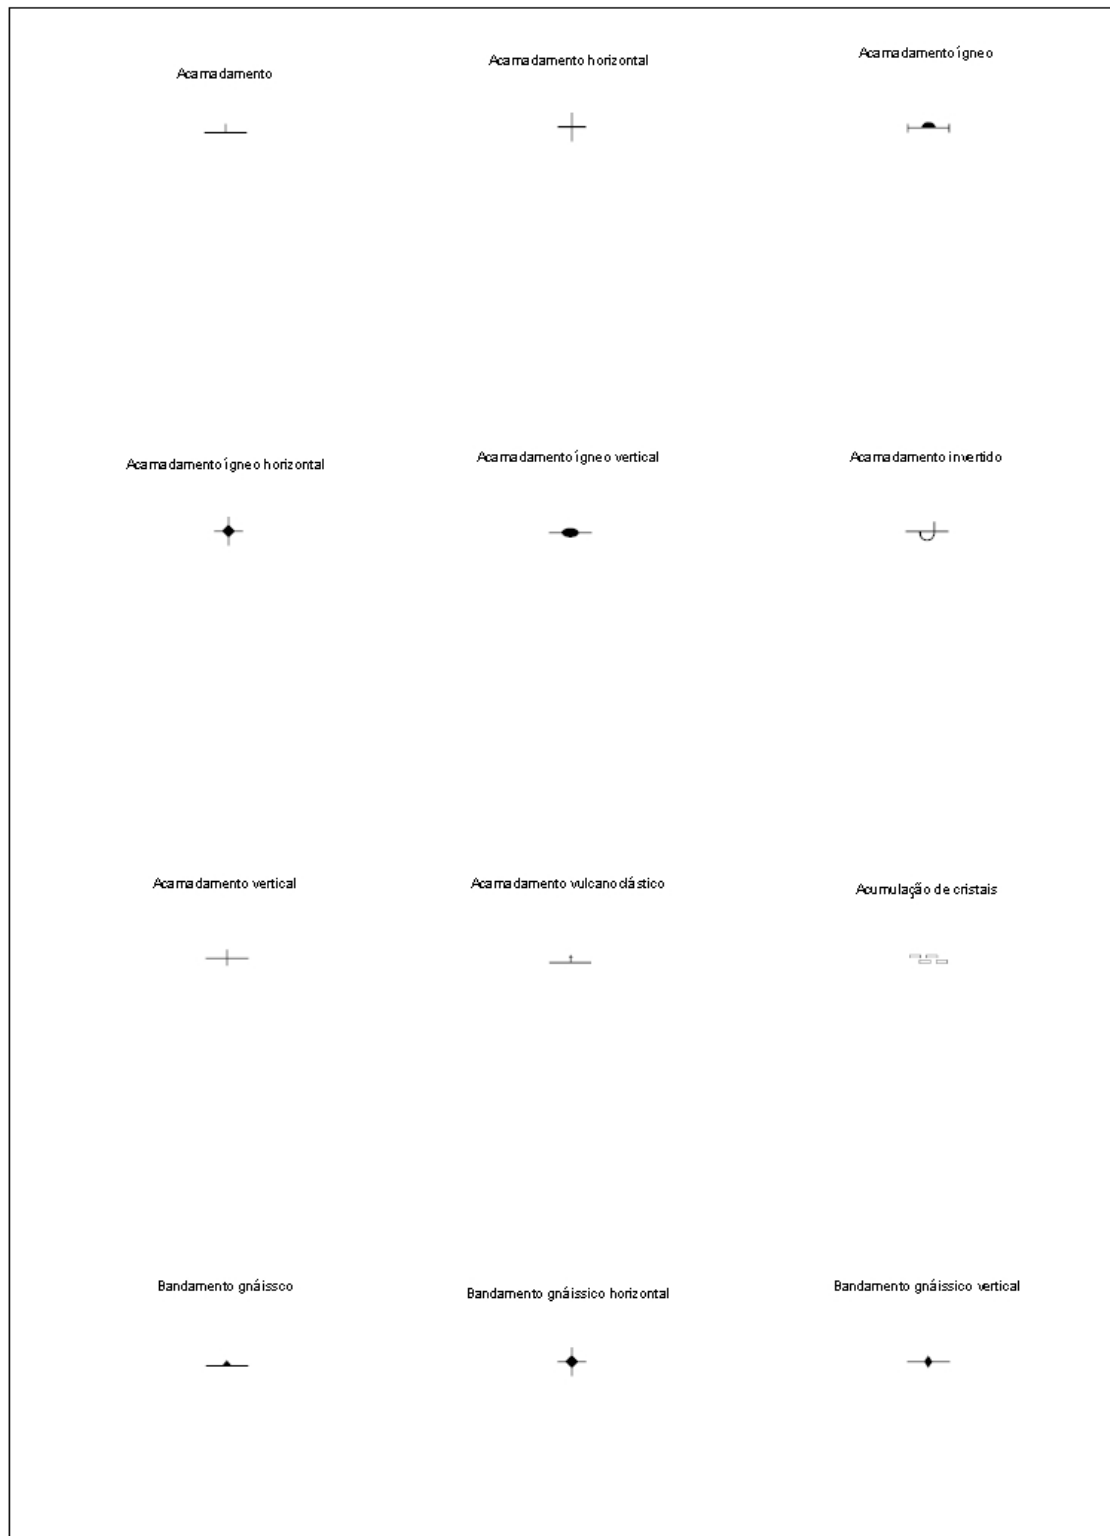 Acamadamento
Acamadamento horizontal
Acamadamento ígneo
Acamadamento ígneo horizontal
Acamadamento ígneo vertical
Acamadamento invertido
Acamadamento vertical
Acamadamento vulcanoclástico
Acumulação de cristais
Bandamento gnáissco
Bandamento gnáissico horizontal
Bandamento gnáissico vertical